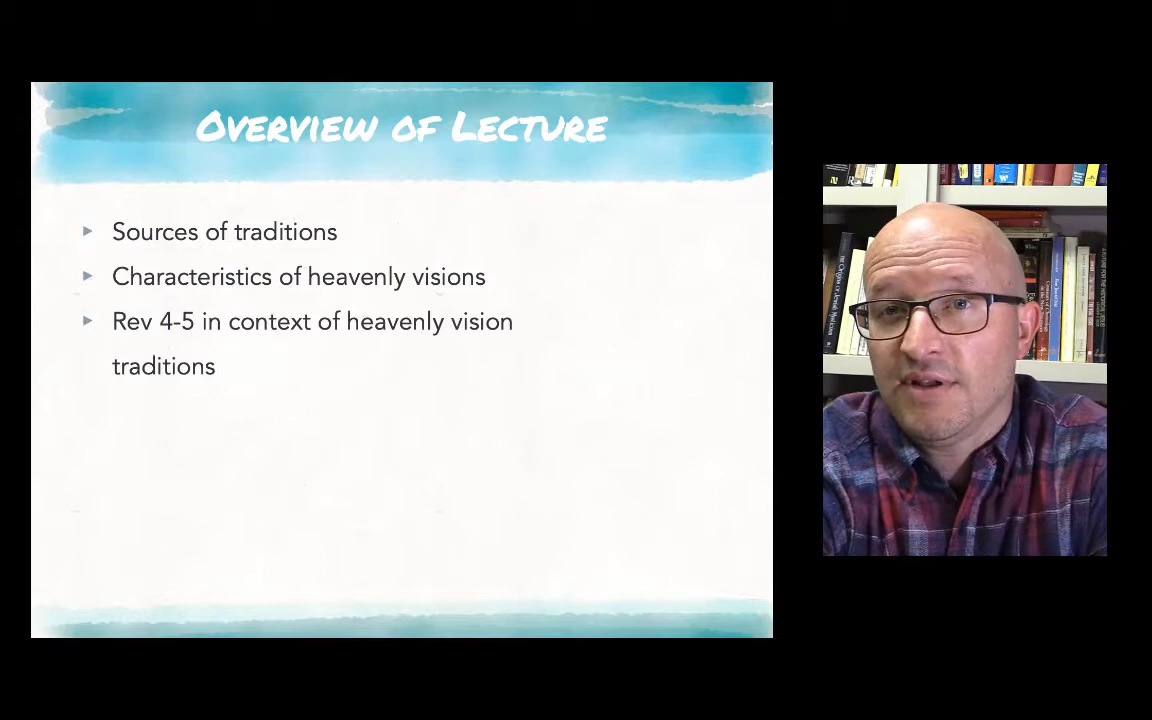 Overview of Lecture
Sources of traditions
Characteristics of heavenly visions
Rev 4-5 in context of heavenly vision
traditions